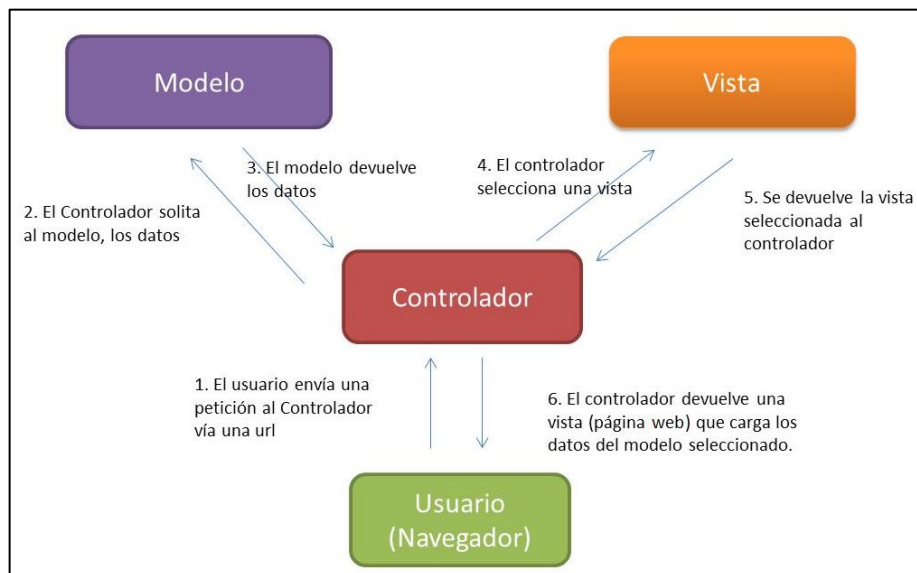 Modelo
Vista
3. El modelo devuelve
los datos
4. El controlador
selecciona una vista
2. El Controlador solita
al modelo, los datos
5. Se devuelve la vista
seleccionada al
controlador
Controlador
1. El usuario envía una
petición al Controlador
vía una url
6. El controlador devuelve una
vista (página web) que carga los
datos del modelo seleccionado.
Usuario
(Navegador)